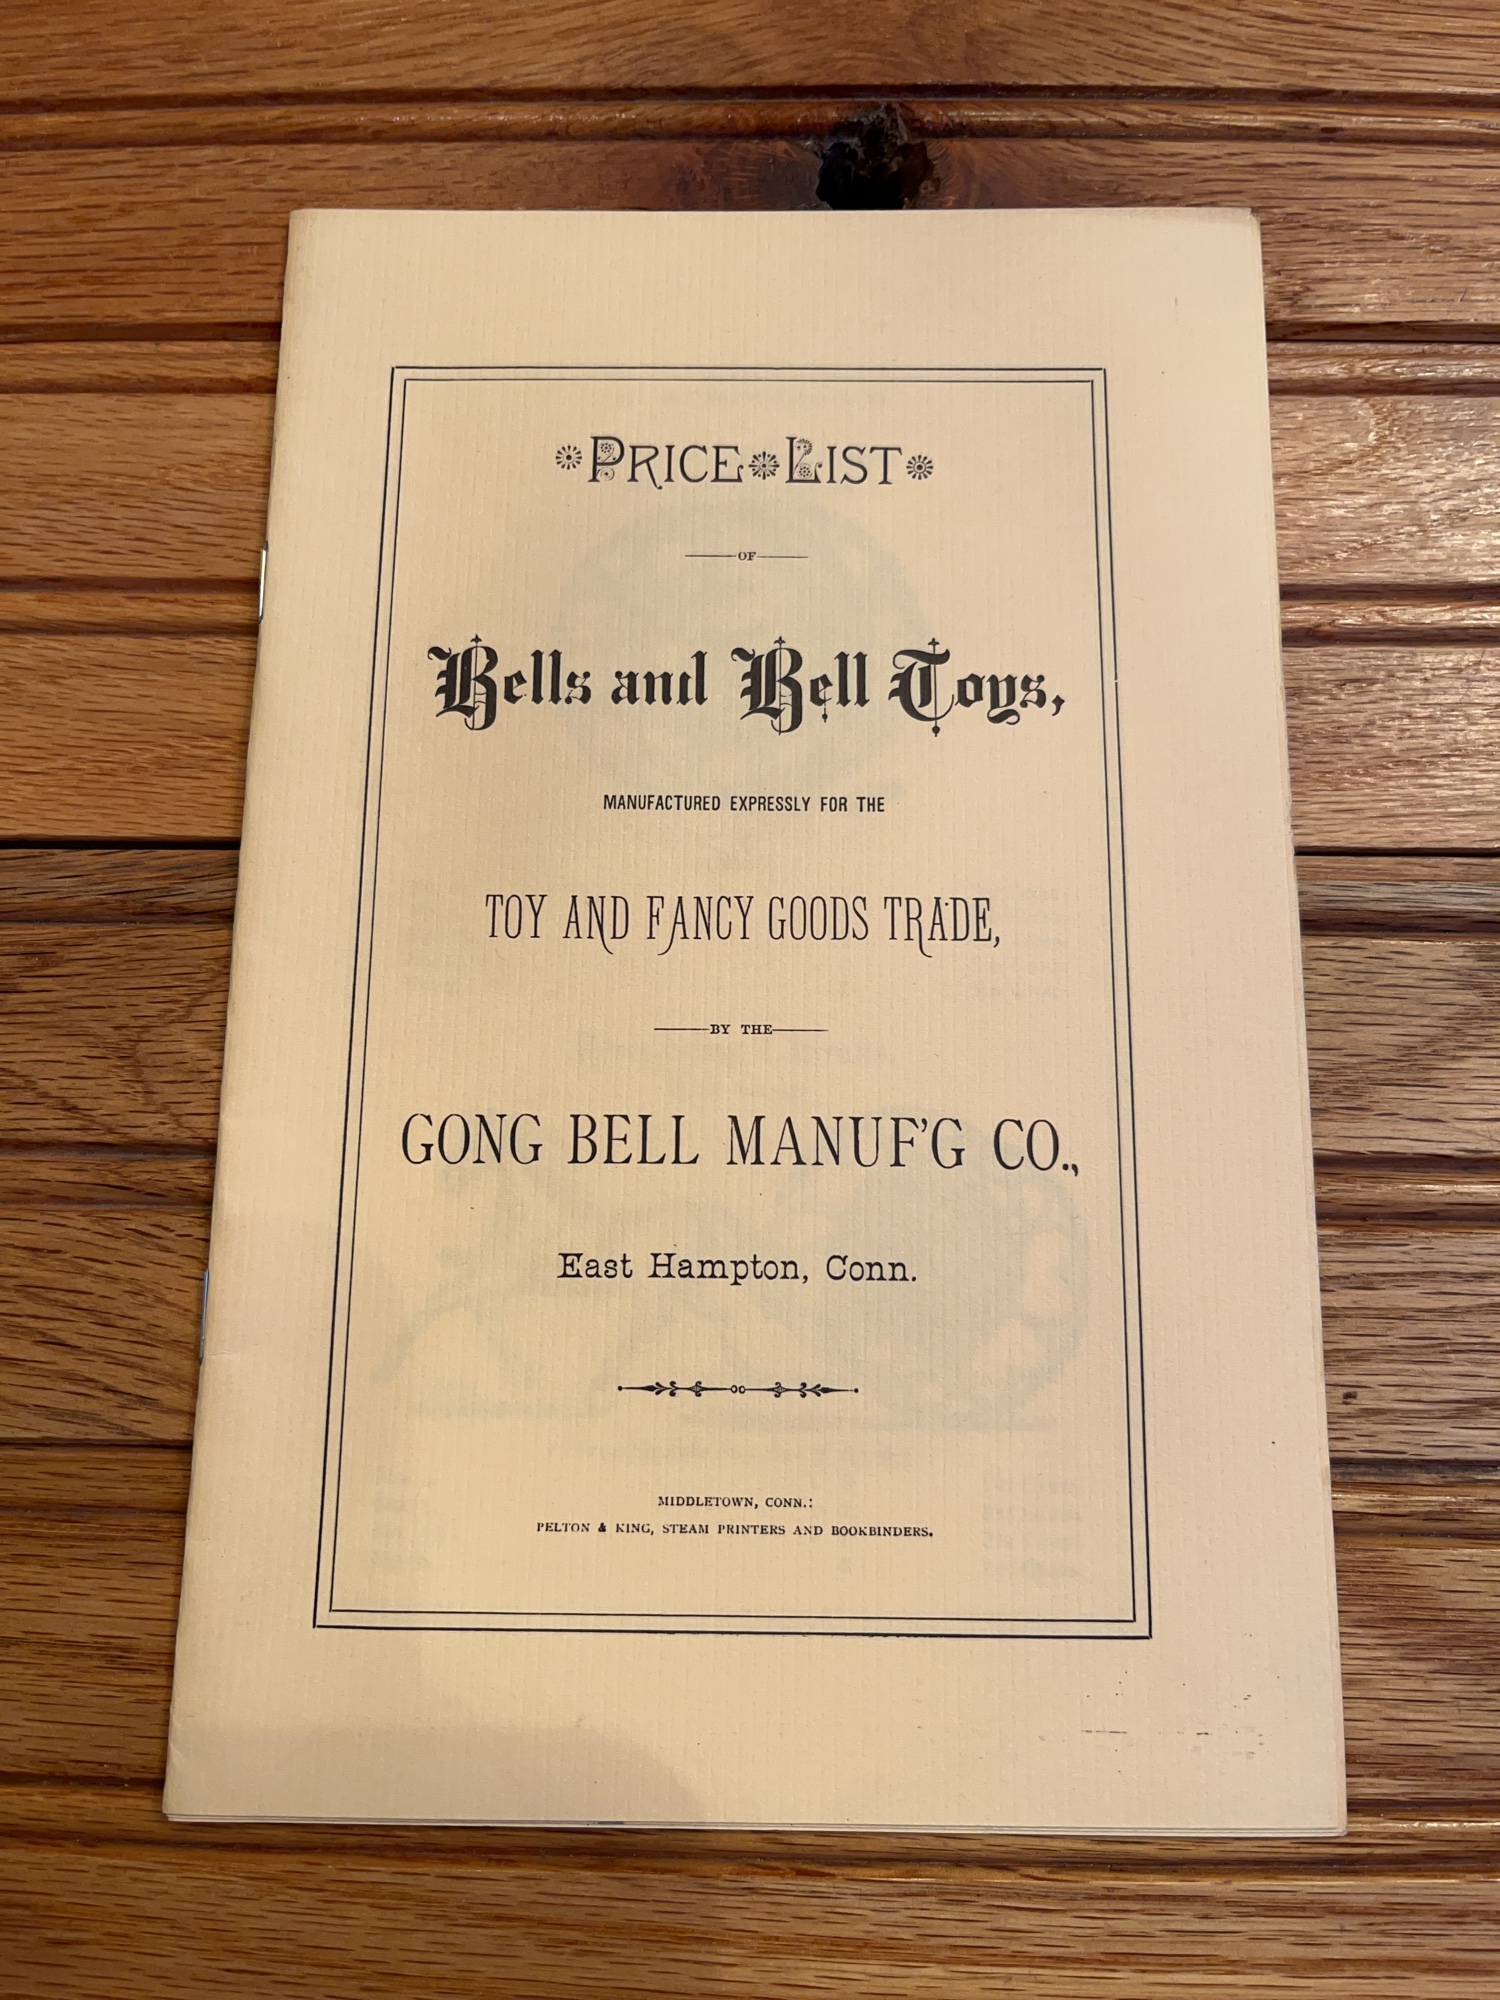 PRICE LIST
OF
Bells and Bell Toys,
MANUFACTURED EXPRESSLY FOR THE
TOY AND FANCY GOODS TRADE,
BY THE
GONG BELL MANUF'G CO.,
East Hampton, Conn.
MIDDLETOWN, CONN.:
PELTON & KING, STEAM PRINTERS AND BOOKBINDERS.